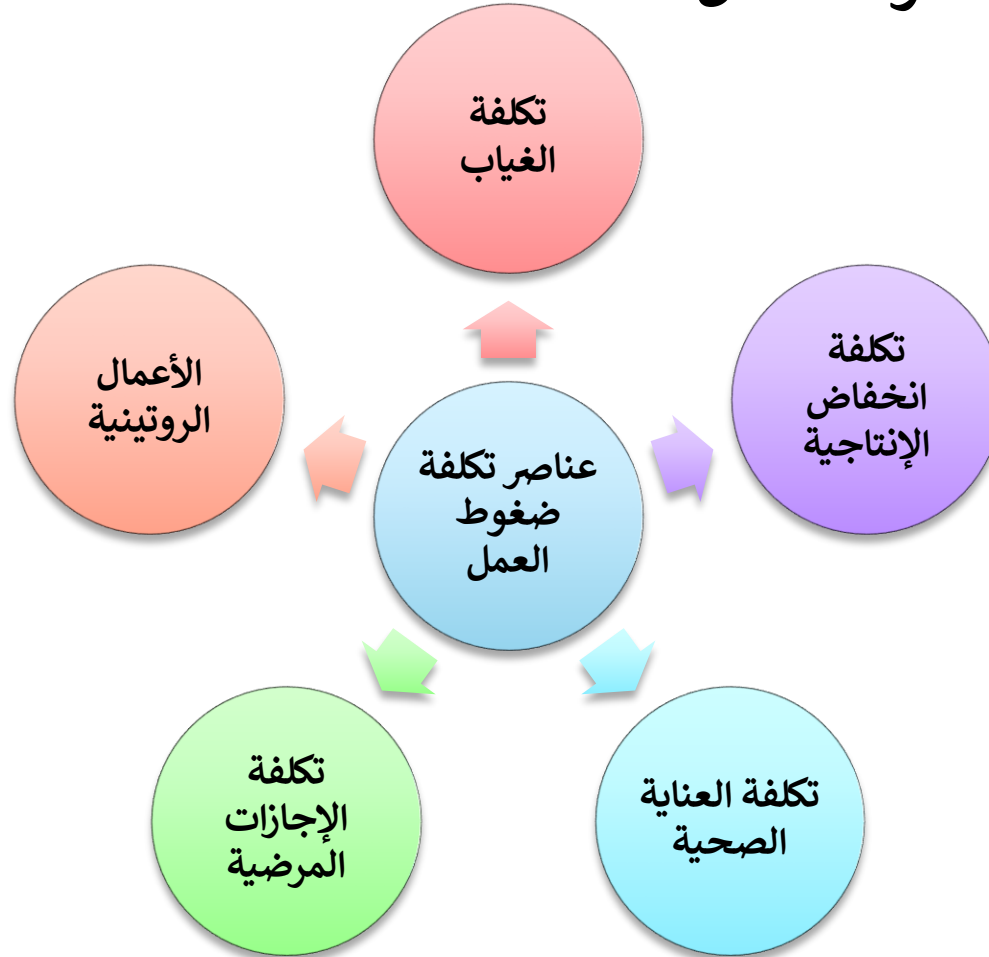 تكلفة
الغياب
تكلفة
انخفاض
الإنتاجية
الأعمال
الروتينية
عناصر تكلفة
ضغوط
العمل
تكلفة العناية
الصحية
تكلفة
الإجازات
المرضية